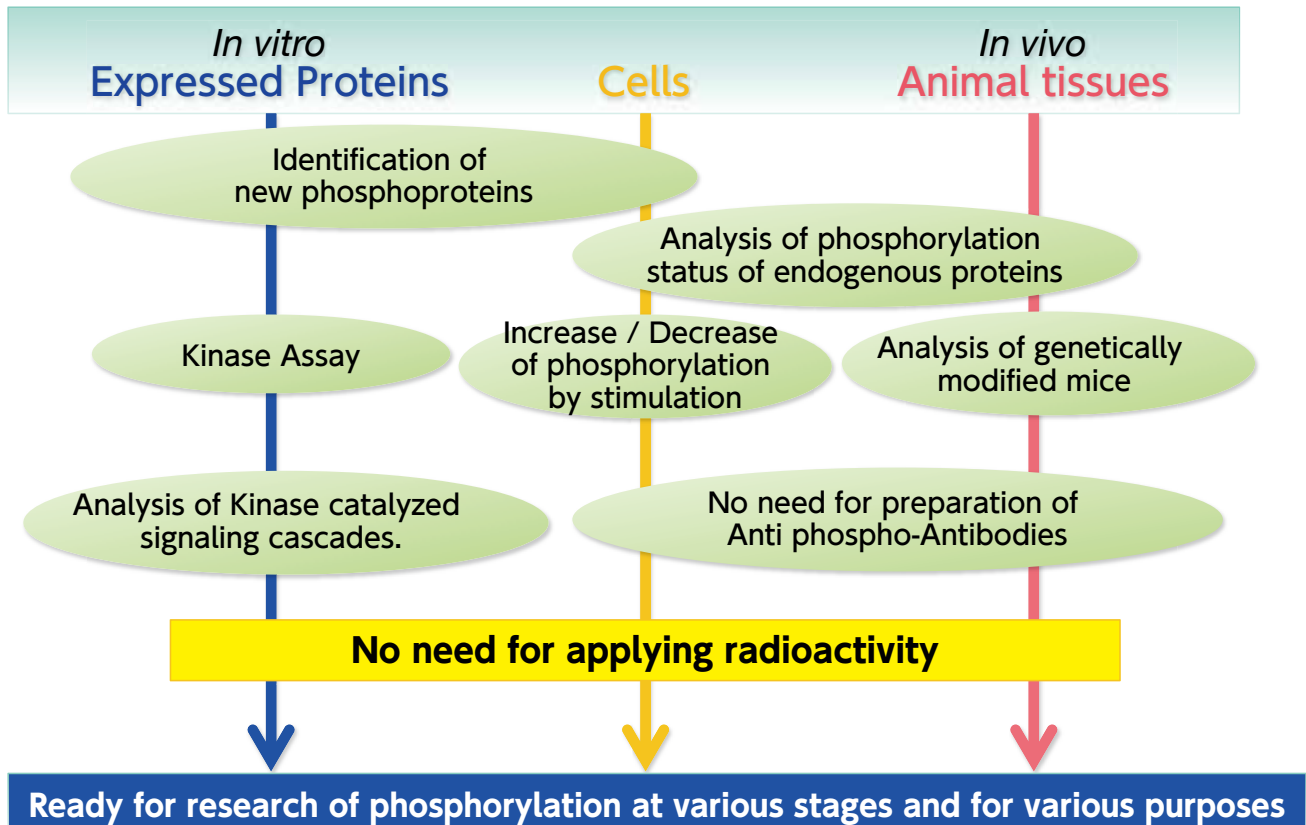 In vitro
Expressed Proteins
Cells
In vivo
Animal tissues
Identification of
new phosphoproteins
Analysis of phosphorylation
status of endogenous proteins
Kinase Assay
Increase / Decrease
of phosphorylation
by stimulation
Analysis of genetically
modified mice
Analysis of Kinase catalyzed
signaling cascades.
No need for preparation of
Anti phospho-Antibodies
No need for applying radioactivity
Ready for research of phosphorylation at various stages and for various purposes